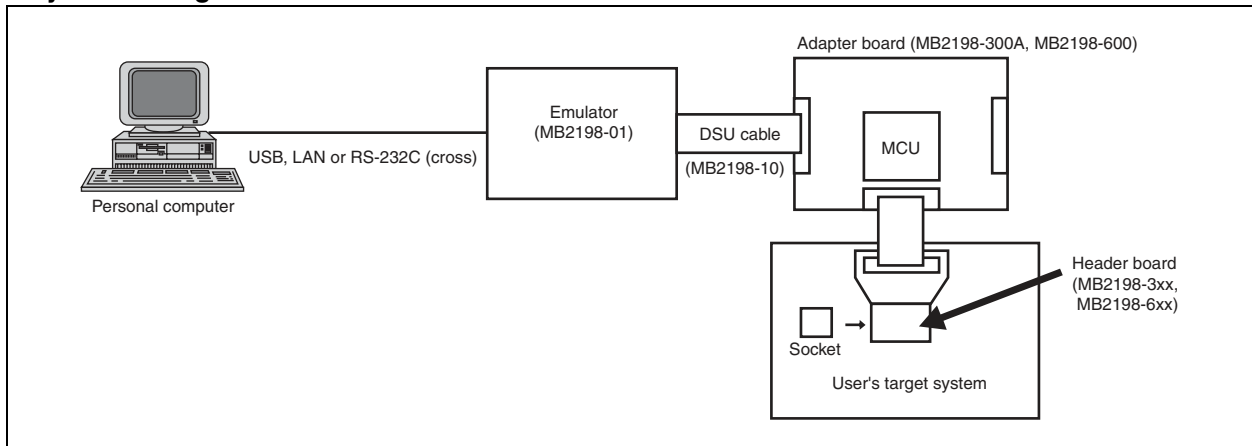 Adapter board (MB2198-300A, MB2198-600)
Emulator
(MB2198-01)
DSU cable
(MB2198-10)
MCU
USB, LAN or RS-232C (cross)
Personal computer
Header board
(MB2198-3xx,
MB2198-6xx)
Socket
User's target system